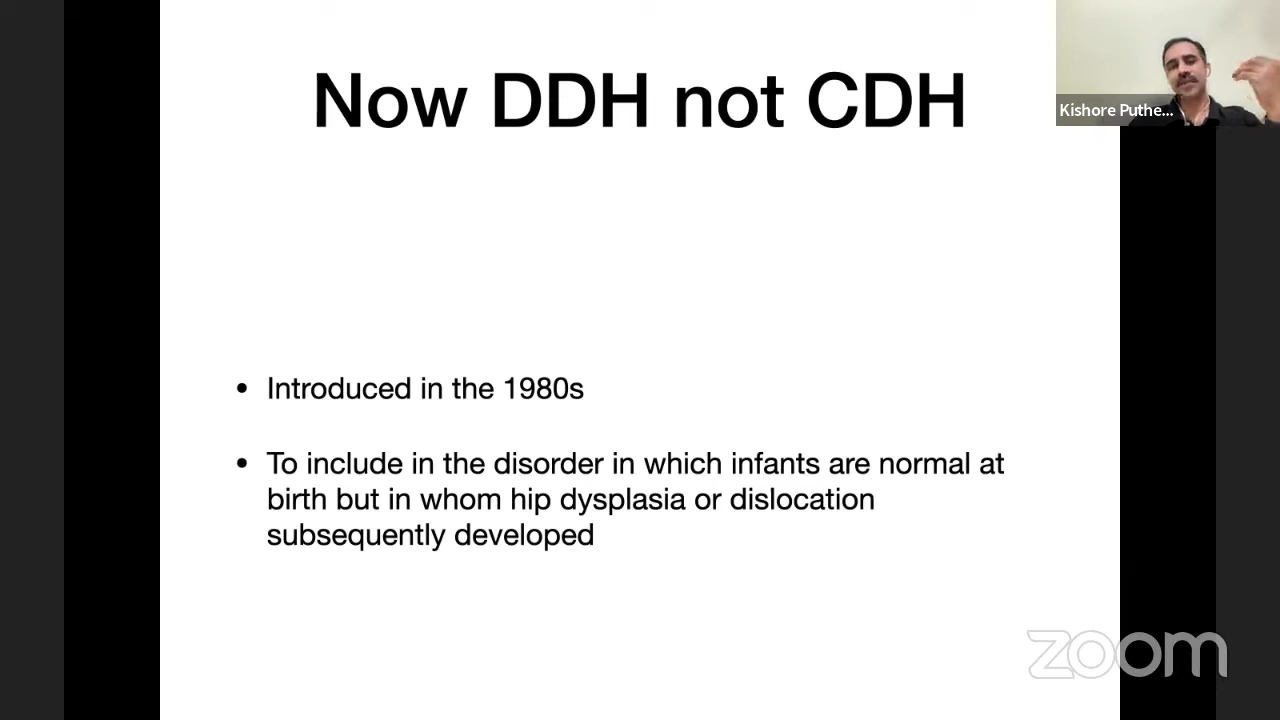 Now DDH not CDH
Kishore Puthe...
• Introduced in the 1980s
• To include in the disorder in which infants are normal at
birth but in whom hip dysplasia or dislocation
subsequently developed
zoom